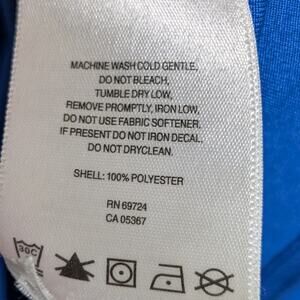 MACHINE WASH COLD GENTLE,
DO NOT BLEACH,
TUMBLE DRY LOW,
REMOVE PROMPTLY, IRON LOW,
DO NOT USE FABRIC SOFTENER,
IF PRESENT DO NOT IRON DECAL,
DO NOT DRYCLEAN.
SHELL: 100% POLYESTER
RN 69724
CA 05367
30C